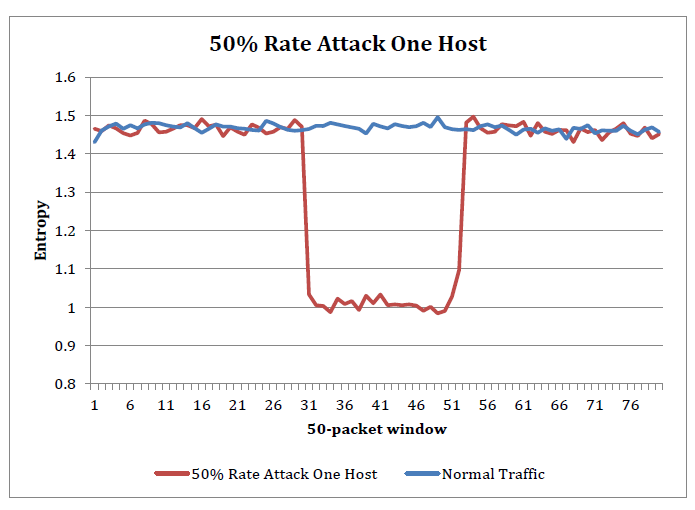 50% Rate Attack One Host
1.6
1.5
1.4
1.3
1.2
1.1
1
0.9
0.8
Entropy
1 6 11 16 21 26 31 36 41 46 51 56 61 66 71 76
50-packet window
50% Rate Attack One Host Normal Traffic